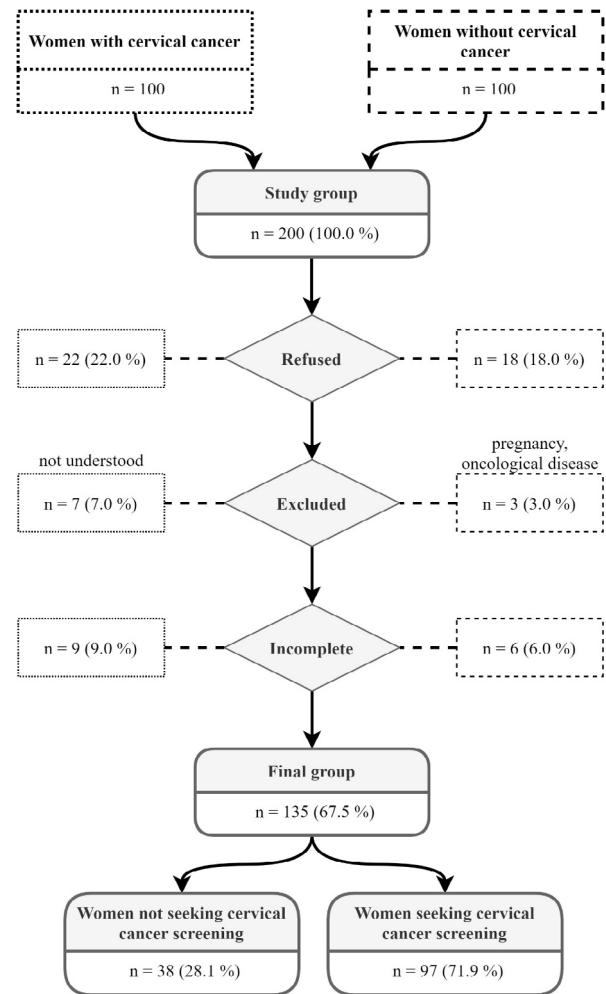 Women with cervical cancer
n = 100
Women without cervical
cancer
n = 100
Study group
n = 200 (100.0 %)
n = 22 (22.0 %)
Refused
n = 18 (18.0 %)
not understood
n = 7 (7.0 %)
Excluded
pregnancy,
oncological disease
n = 3 (3.0 %)
n = 9 (9.0 %)
Incomplete
n = 6 (6.0 %)
Final group
n = 135 (67.5 %)
Women not seeking cervical
cancer screening
n = 38 (28.1 %)
Women seeking cervical
cancer screening
n = 97 (71.9 %)